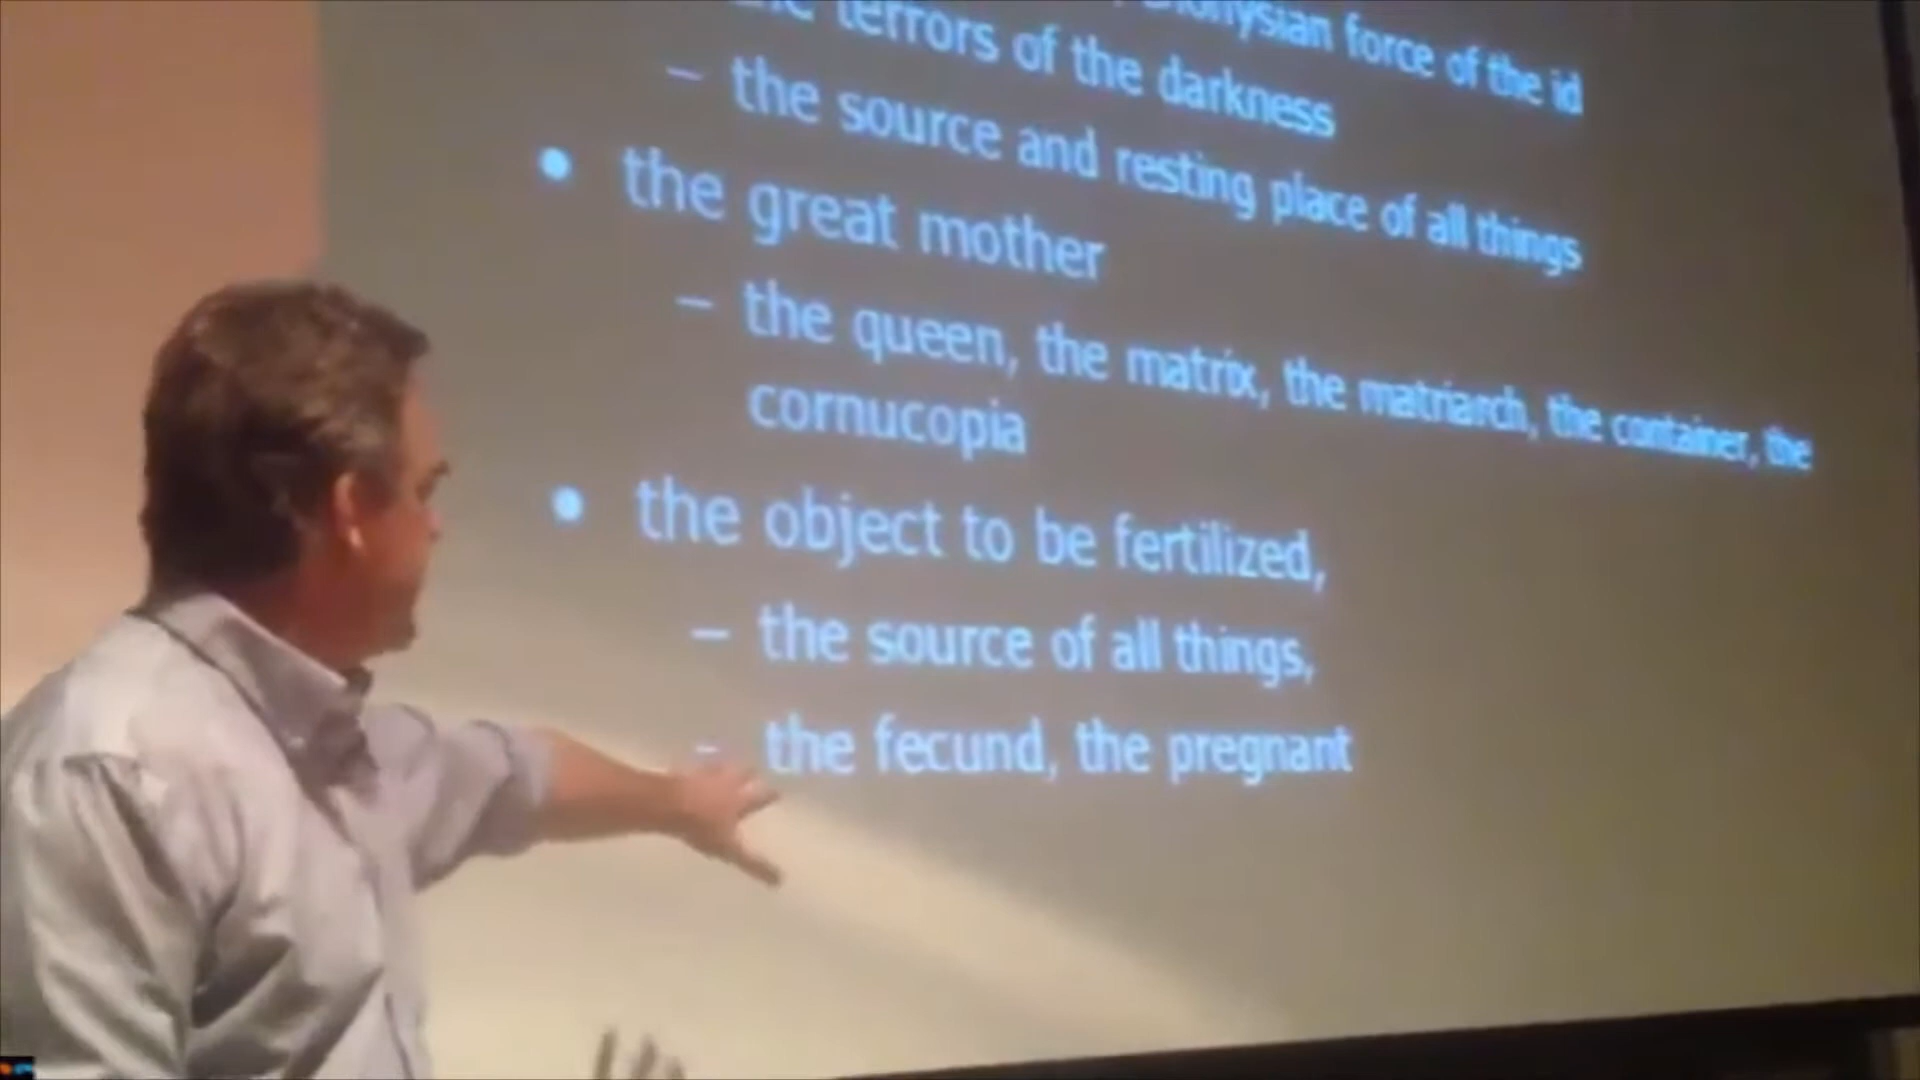 Dionysian force of the id
the terrors of the darkness
– the source and resting place of all things
• the great mother
– the queen, the matrix, the matriarch, the container, the
cornucopia
• the object to be fertilized,
– the source of all things,
– the fecund, the pregnant